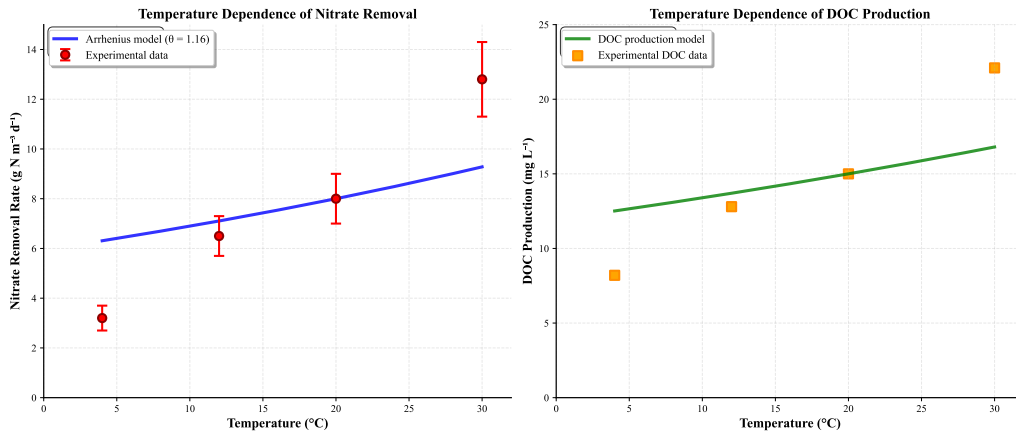 Temperature Dependence of Nitrate Removal
Arrhenius model (θ = 1.16)
Experimental data
Nitrate Removal Rate (g N m⁻³ d⁻¹)
14
12
10
8
6
4
2
0
0 5 10 15 20 25 30
Temperature (°C)
Temperature Dependence of DOC Production
DOC production model
Experimental DOC data
DOC Production (mg L⁻¹)
25
20
15
10
5
0
0 5 10 15 20 25 30
Temperature (°C)